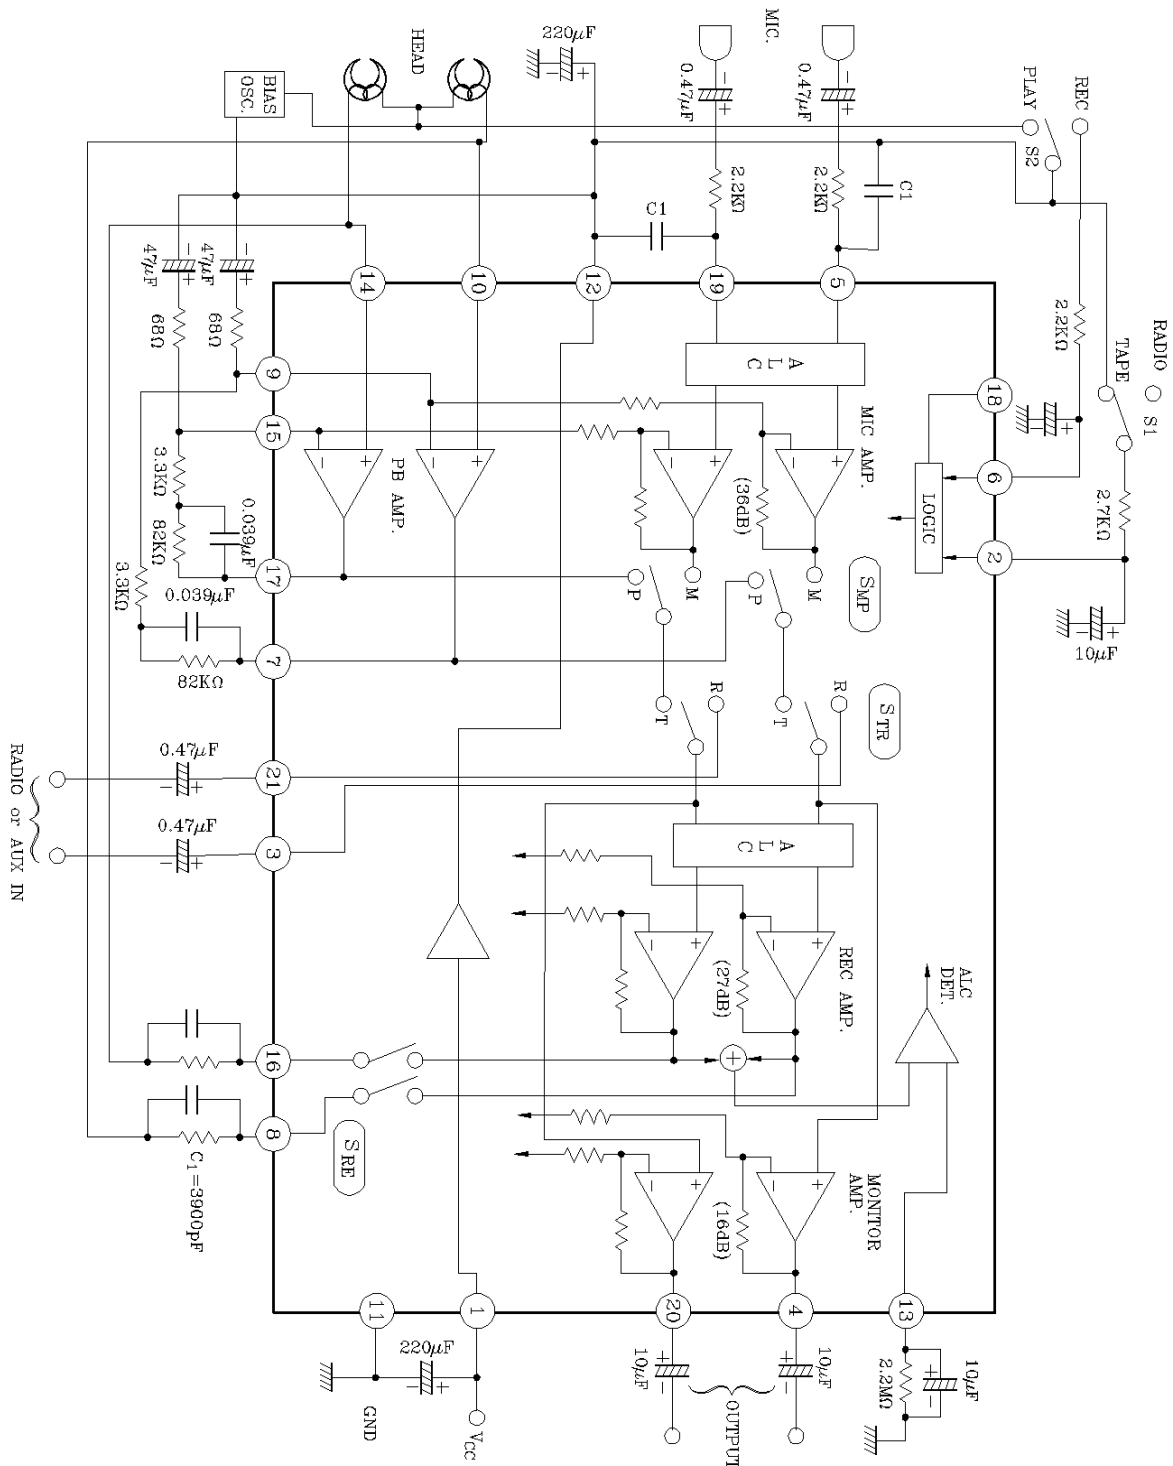 MIC.
HEAD
220μF
0.47μF
0.47μF
PLAY
REC
S2
BIAS
OSC.
2.2KΩ
2.2KΩ
C1
C1
RADIO
S1
TAPE
47μF
47μF
68Ω
68Ω
14
10
12
19
5
2.2KΩ
2.7KΩ
10μF
9
15
17
7
21
3
16
8
18
6
2
ALC
LOGIC
MIC AMP.
(36dB)
PB AMP.
+
−
+
−
+
−
+
−
3.3KΩ
82KΩ
0.039μF
3.3KΩ
0.039μF
82KΩ
M
P
M
P
SMP
R
T
R
T
STR
0.47μF
0.47μF
RADIO or AUX IN
ALC
REC AMP.
(27dB)
+
−
+
−
+
ALC
DET.
SRE
C1=3900pF
MONITOR
AMP.
(16dB)
+
−
+
−
11
1
20
4
13
220μF
GND
VCC
10μF
10μF
OUTPUT
10μF
2.2MΩ